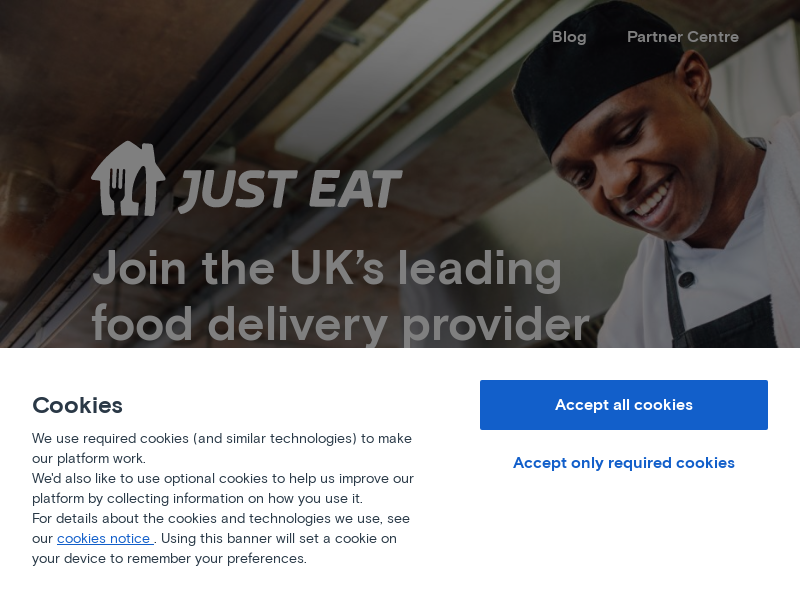 Blog Partner Centre
JUST EAT
Join the UK's leading
food delivery provider
Cookies
We use required cookies (and similar technologies) to make
our platform work.
We'd also like to use optional cookies to help us improve our
platform by collecting information on how you use it.
For details about the cookies and technologies we use, see
our cookies notice . Using this banner will set a cookie on
your device to remember your preferences.
Accept all cookies
Accept only required cookies